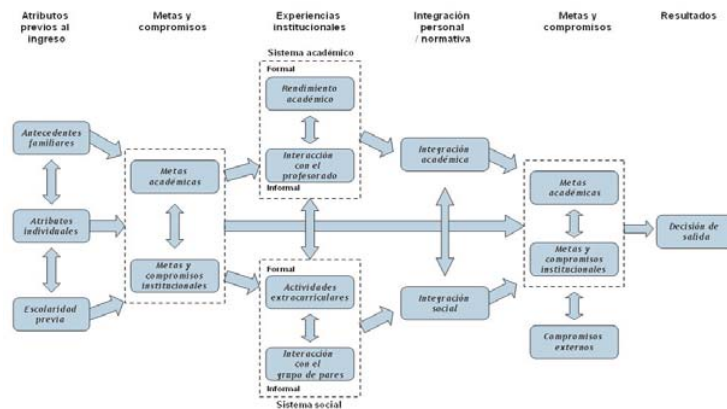 Atributos
previos al
ingreso
Metas y
compromisos
Experiencias
institucionales
Integración
personal
/ normativa
Metas y
compromisos
Resultados
Sistema académico
Formal
Rendimiento
académico
Interacción
con el
profesorado
Informal
Antecedentes
familiares
Atributos
individuales
Escolaridad
previa
Metas
académicas
Metas y
compromisos
institucionales
Formal
Actividades
extracarriculares
Interacción
con el
grupo de pares
Informal
Sistema social
Integración
académica
Integración
social
Metas académicas
Metas y
compromisos
institucionales
Compromisos
externos
Decisión de
salida